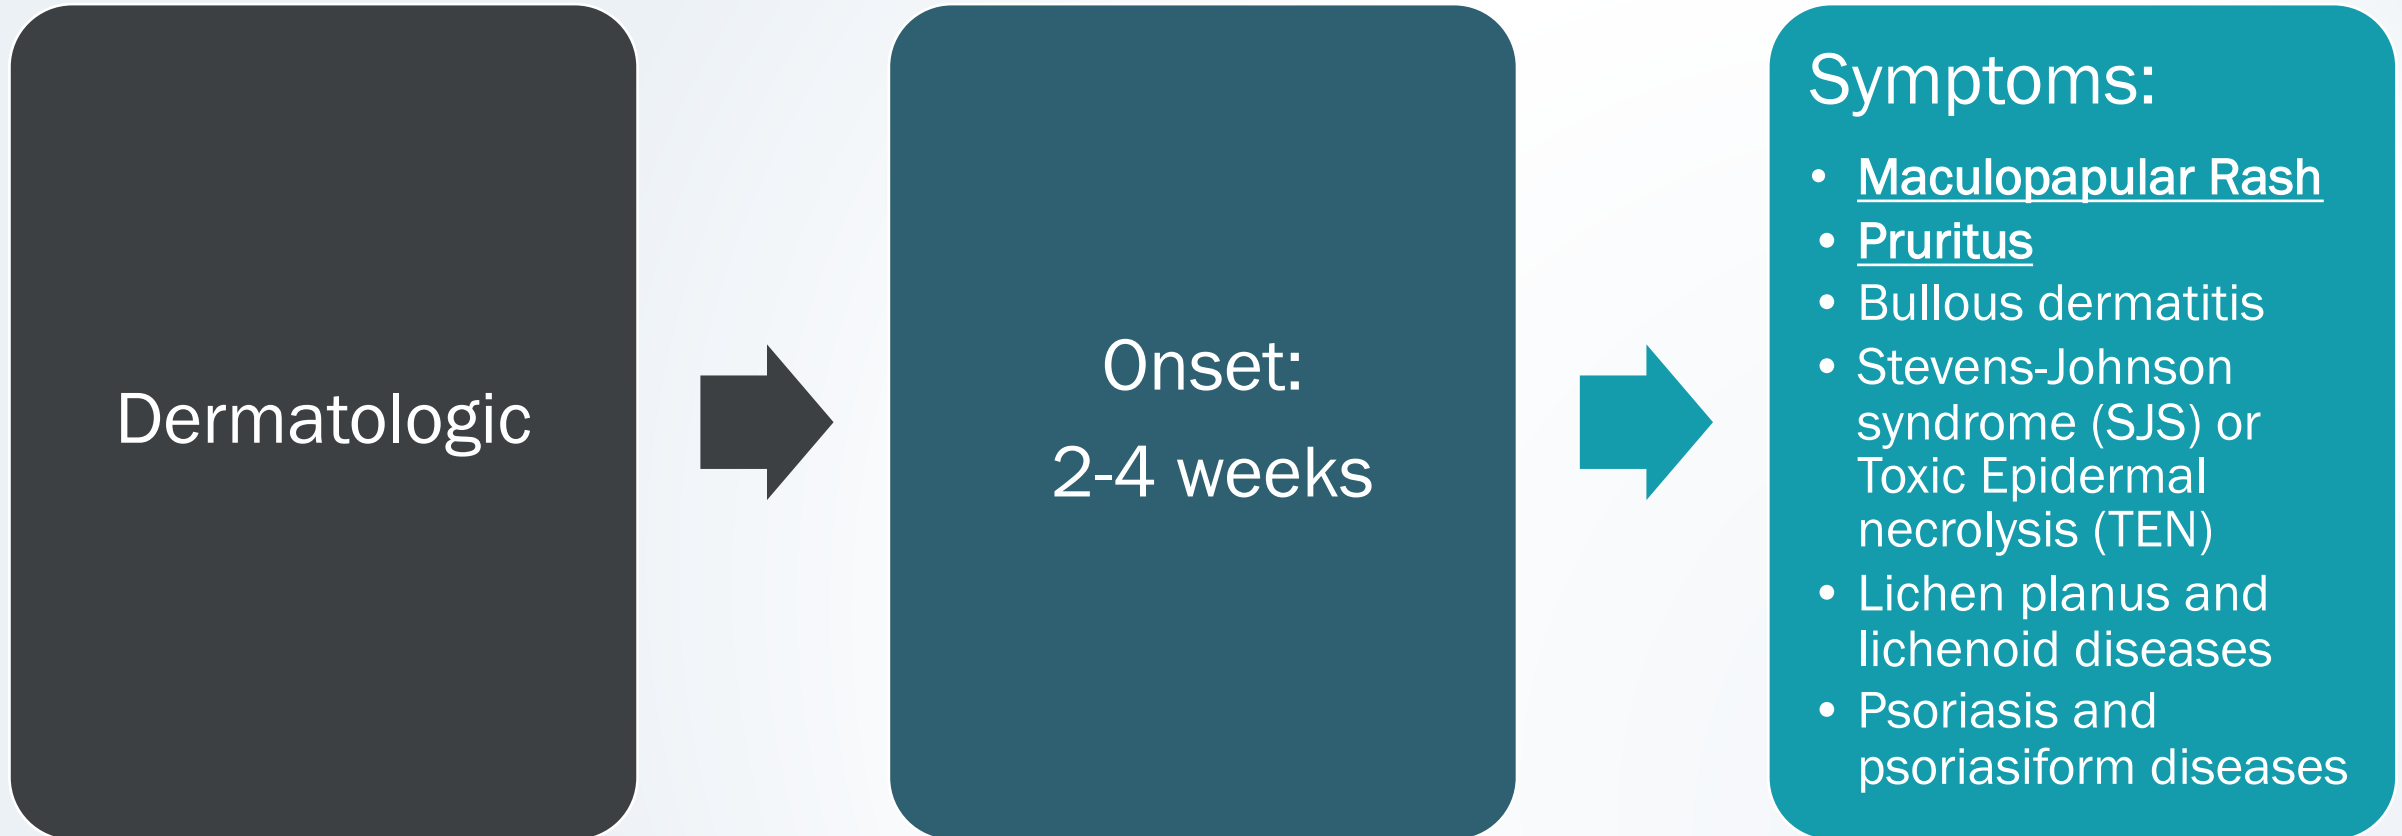 Dermatologic
Onset:
2-4 weeks
Symptoms:
• Maculopapular Rash
• Pruritus
• Bullous dermatitis
• Stevens-Johnson
syndrome (SJS) or
Toxic Epidermal
necrolysis (TEN)
• Lichen planus and
lichenoid diseases
• Psoriasis and
psoriasiform diseases